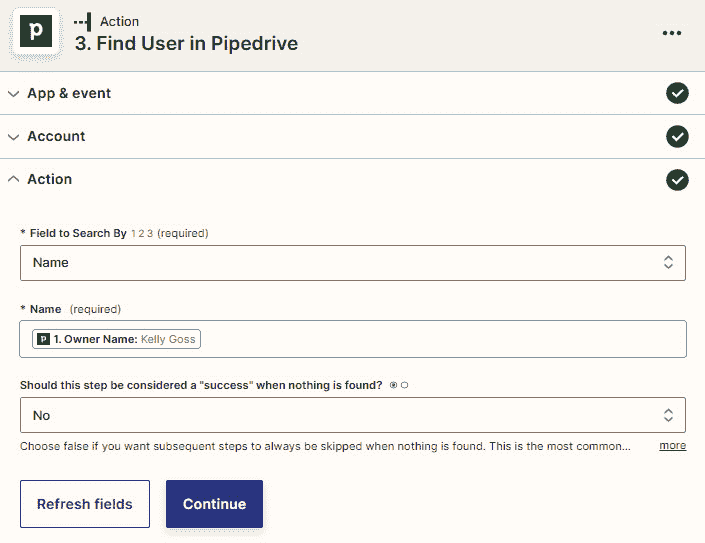 p
Action
3. Find User in Pipedrive
App & event
Account
Action
* Field to Search By 1 2 3 (required)
Name
* Name (required)
p 1. Owner Name: Kelly Goss
Should this step be considered a "success" when nothing is found?
No
Choose false if you want subsequent steps to always be skipped when nothing is found. This is the most common... more
Refresh fields Continue